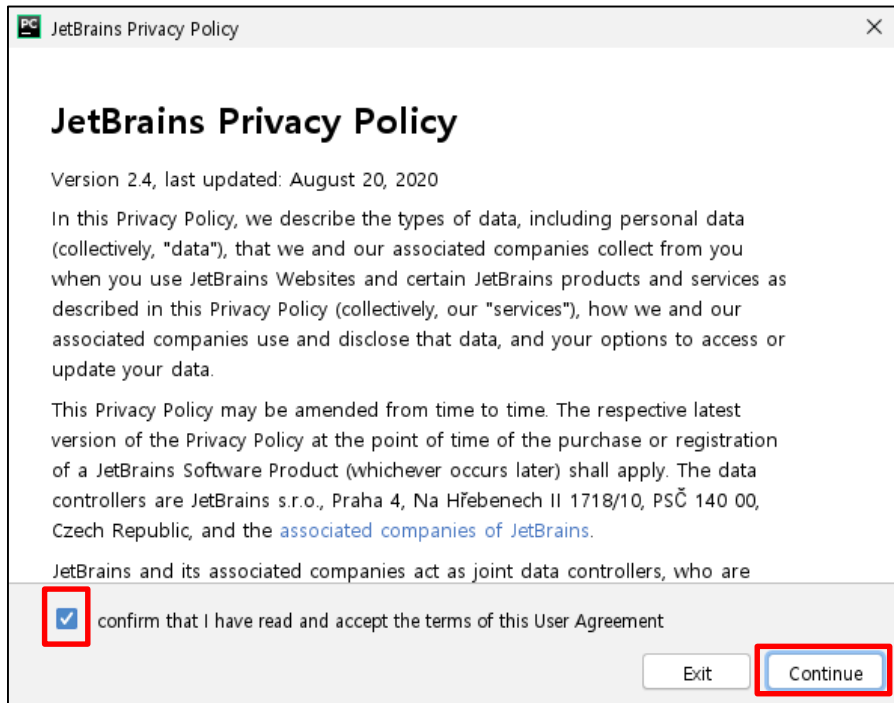 PC JetBrains Privacy Policy
JetBrains Privacy Policy
Version 2.4, last updated: August 20, 2020
In this Privacy Policy, we describe the types of data, including personal data
(collectively, "data"), that we and our associated companies collect from you
when you use JetBrains Websites and certain JetBrains products and services as
described in this Privacy Policy (collectively, our "services"), how we and our
associated companies use and disclose that data, and your options to access or
update your data.
This Privacy Policy may be amended from time to time. The respective latest
version of the Privacy Policy at the point of time of the purchase or registration
of a JetBrains Software Product (whichever occurs later) shall apply. The data
controllers are JetBrains s.r.o., Praha 4, Na Hřebenech II 1718/10, PSČ 140 00,
Czech Republic, and the associated companies of JetBrains.
JetBrains and its associated companies act as joint data controllers, who are
confirm that I have read and accept the terms of this User Agreement
Exit Continue